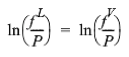 ln(f^L/P) = ln(f^V/P)